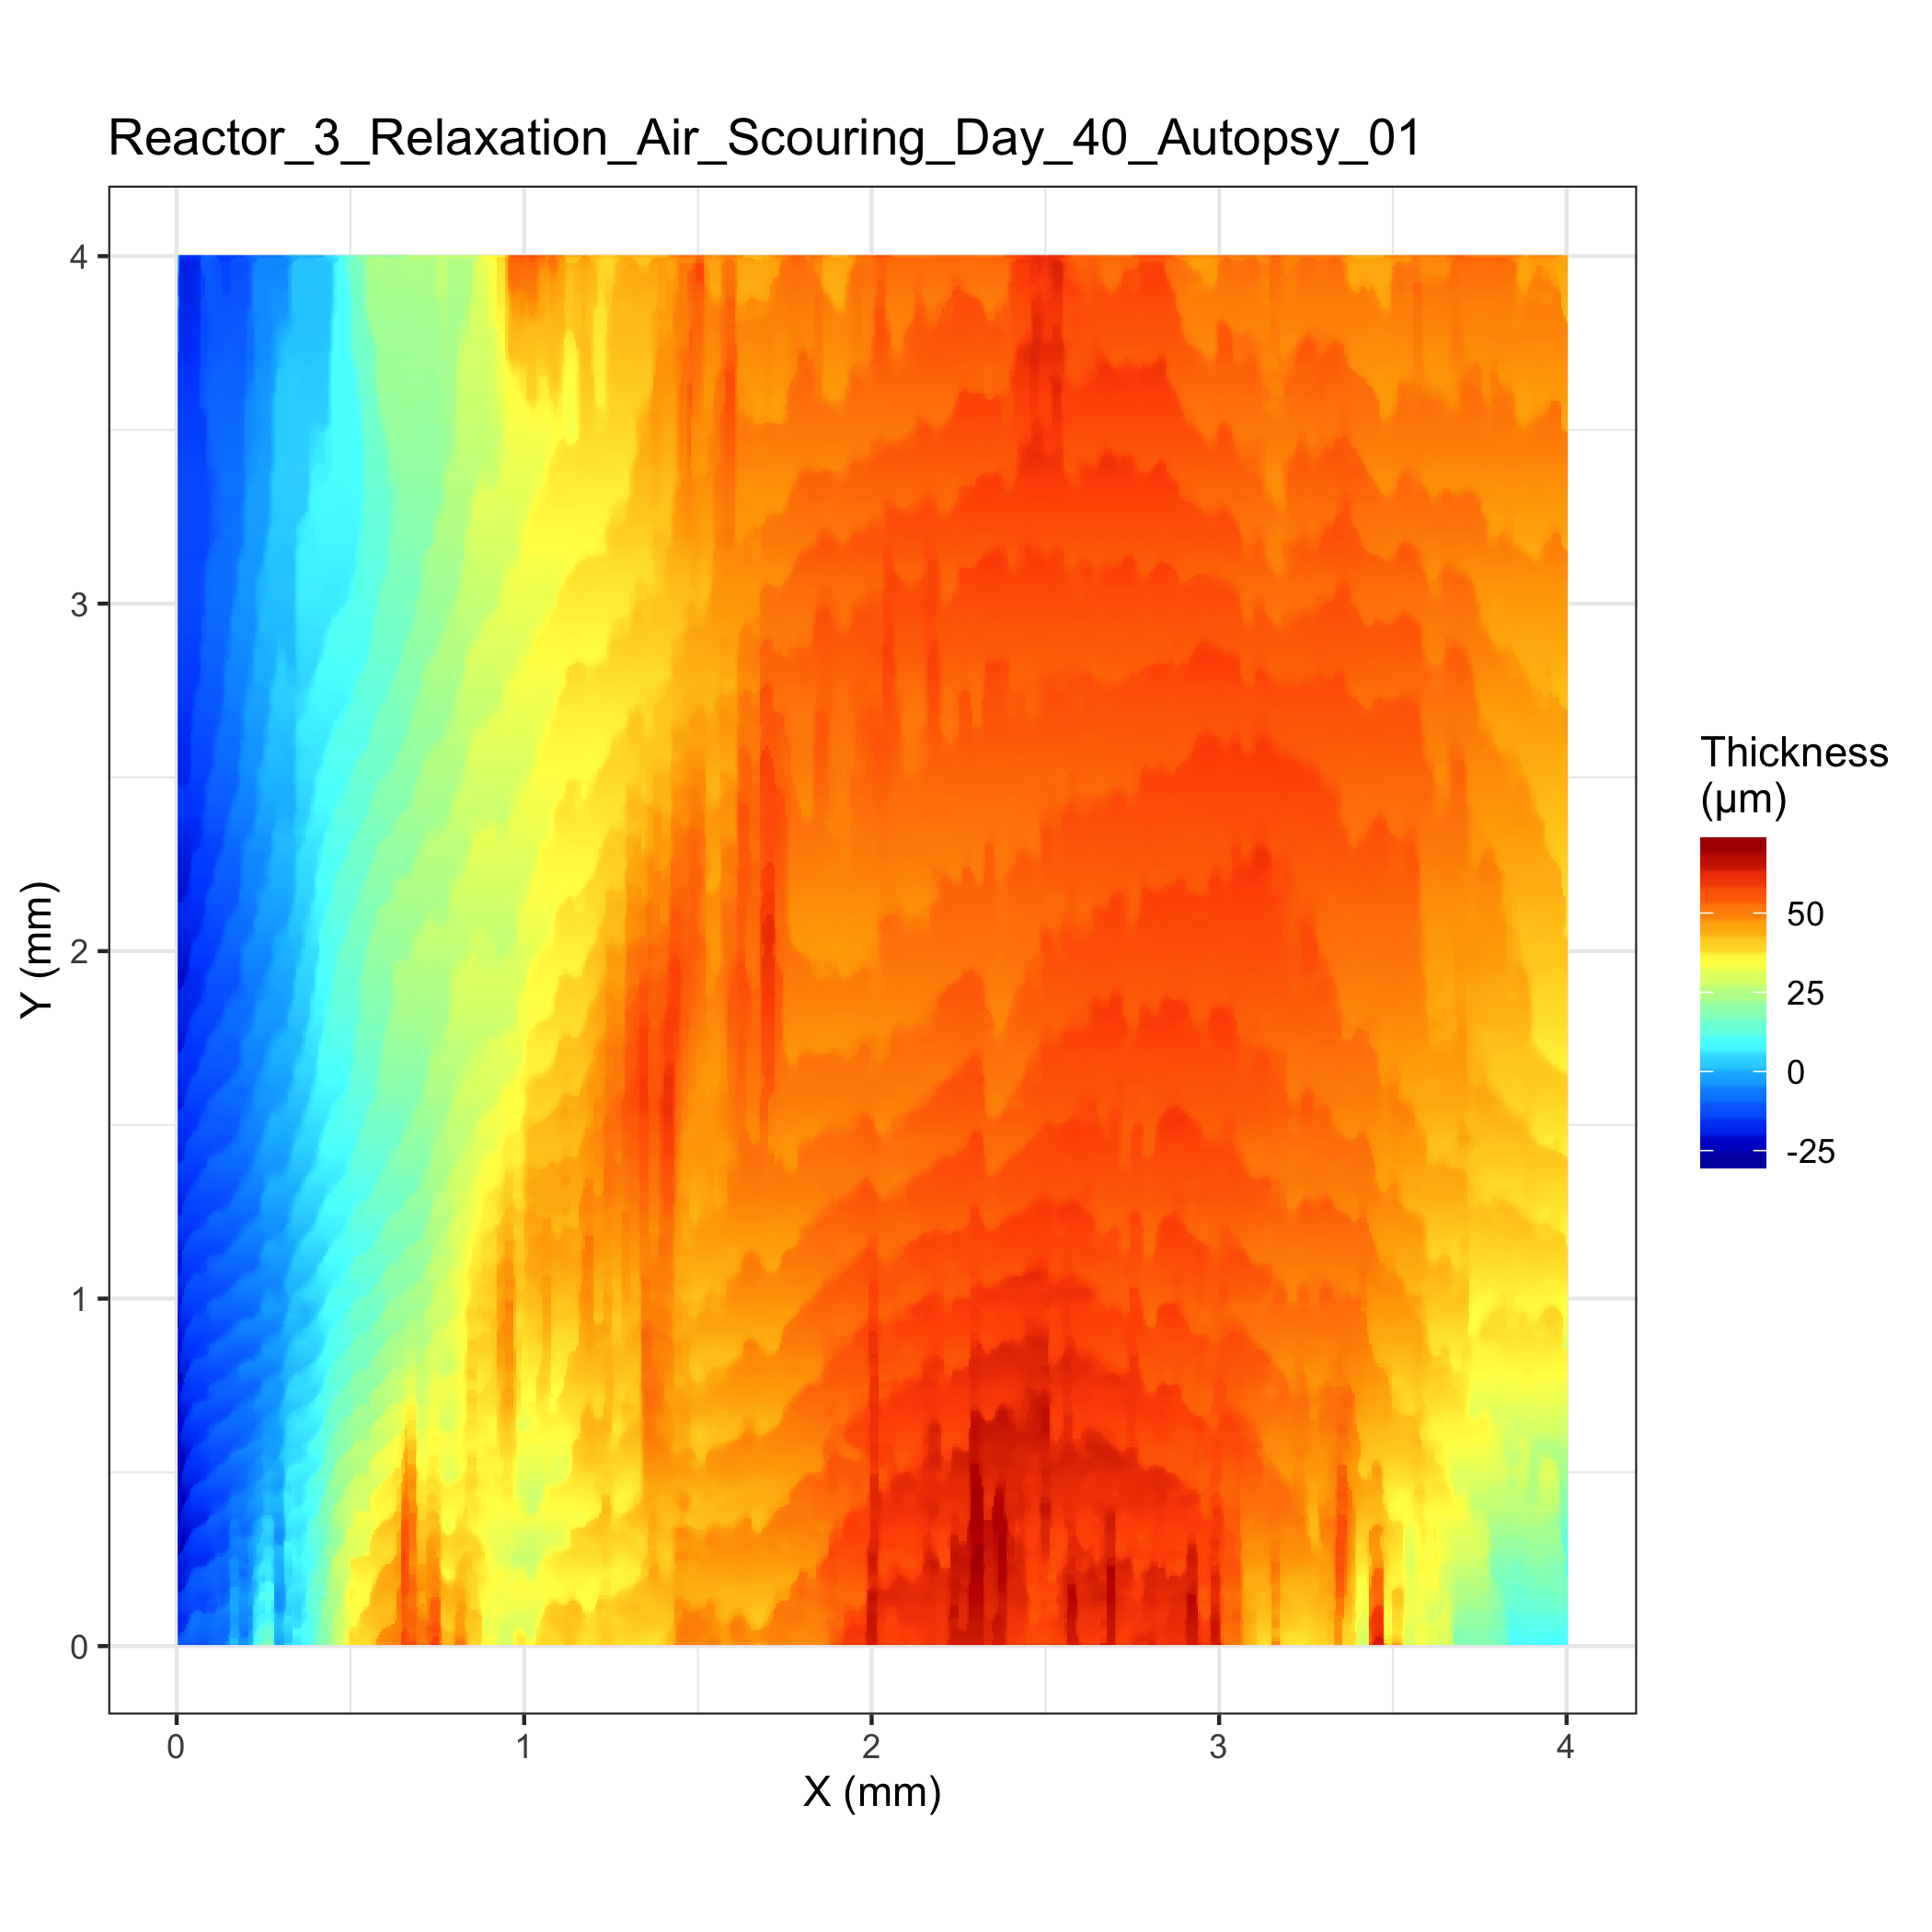 Reactor_3_Relaxation_Air_Scouring_Day_40_Autopsy_01
4
3
2
1
0
Y (mm)
0 1 2 3 4
X (mm)
Thickness
(µm)
50
25
0
-25